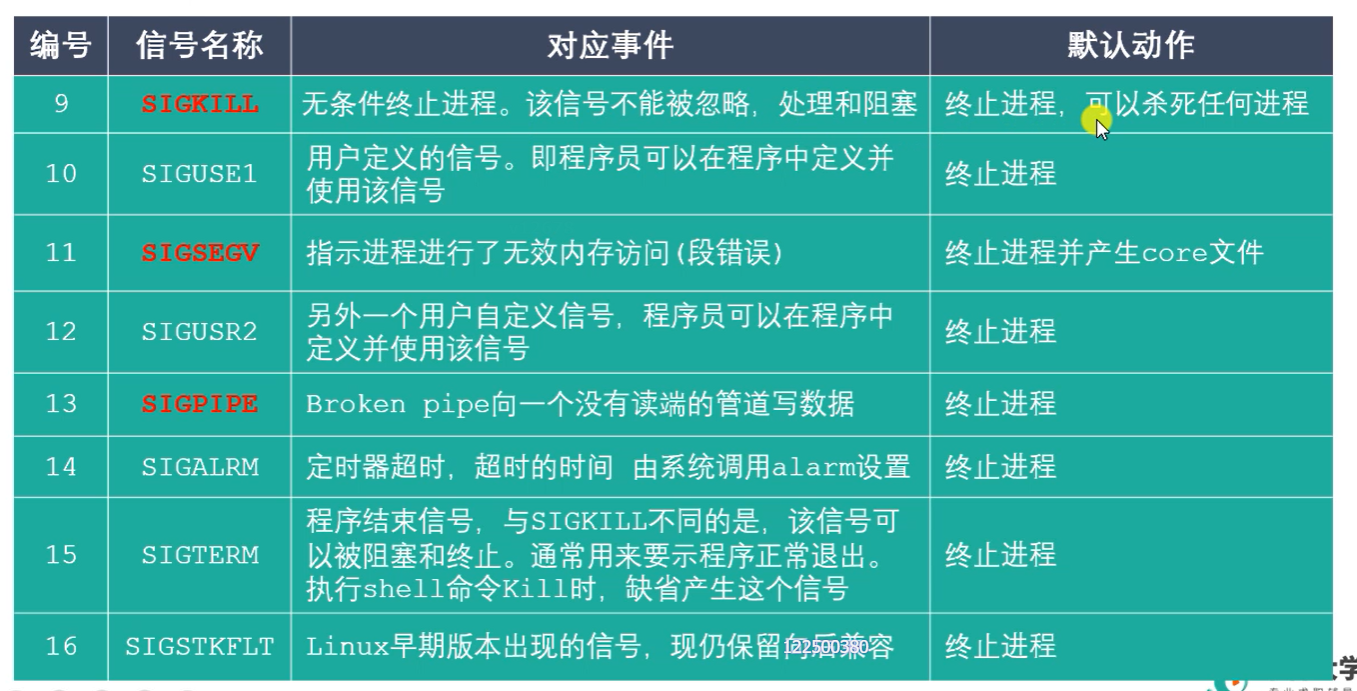 编号 信号名称 对应事件 默认动作
9 SIGKILL 无条件终止进程。该信号不能被忽略，处理和阻塞 终止进程，可以杀死任何进程
10 SIGUSE1 用户定义的信号。即程序员可以在程序中定义并
使用该信号 终止进程
11 SIGSEGV 指示进程进行了无效内存访问(段错误) 终止进程并产生core文件
12 SIGUSR2 另外一个用户自定义信号，程序员可以在程序中
定义并使用该信号 终止进程
13 SIGPIPE Broken pipe向一个没有读端的管道写数据 终止进程
14 SIGALRM 定时器超时，超时的时间 由系统调用alarm设置 终止进程
15 SIGTERM 程序结束信号，与SIGKILL不同的是，该信号可
以被阻塞和终止。通常用来要示程序正常退出。
执行shell命令Kill时，缺省产生这个信号 终止进程
16 SIGSTKFLT Linux早期版本出现的信号，现仍保留向后兼容 终止进程
122500380
学